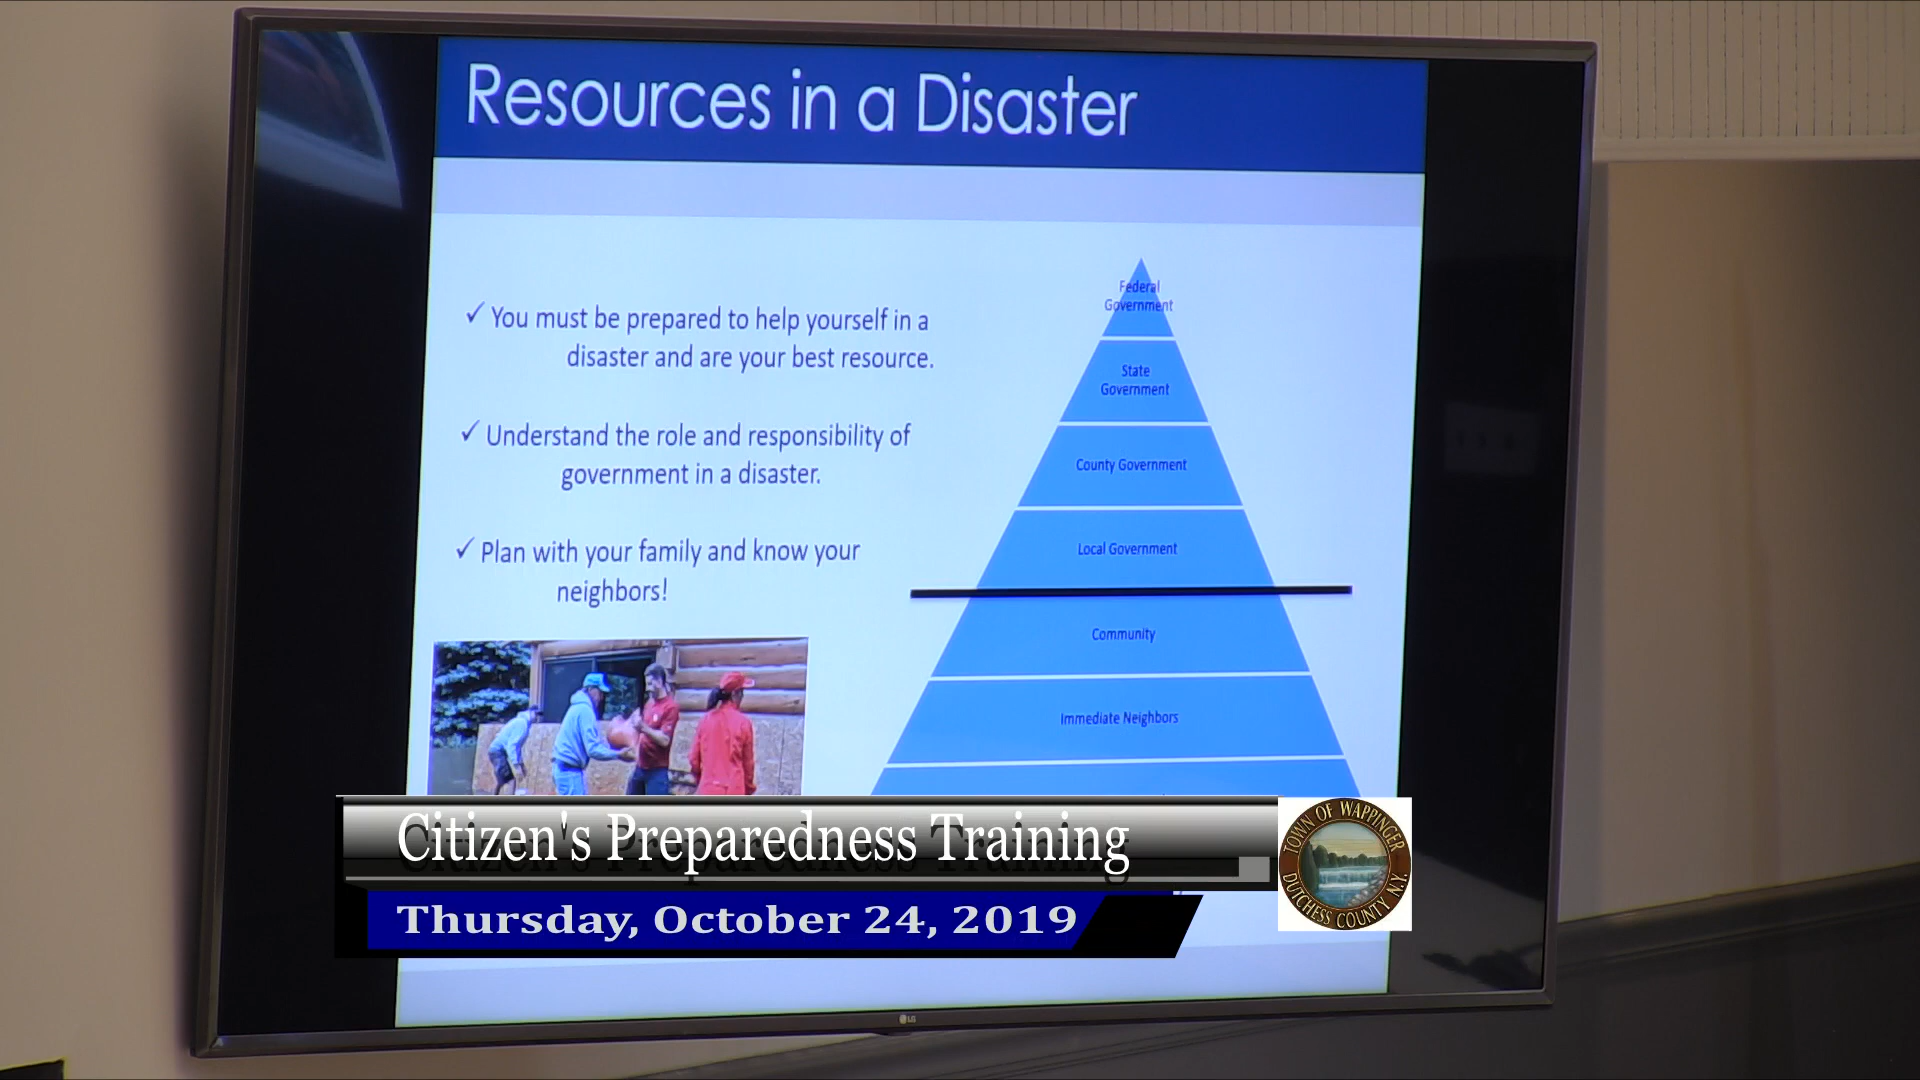 Resources in a Disaster
✓ You must be prepared to help yourself in a
disaster and are your best resource.
✓ Understand the role and responsibility of
government in a disaster.
✓ Plan with your family and know your
neighbors!
Federal
Government
State
Government
County Government
Local Government
Community
Immediate Neighbors
Citizen's Preparedness Training
Thursday, October 24, 2019
TOWN OF WAPPINGER
DUTCHESS COUNTY N.Y.
LG